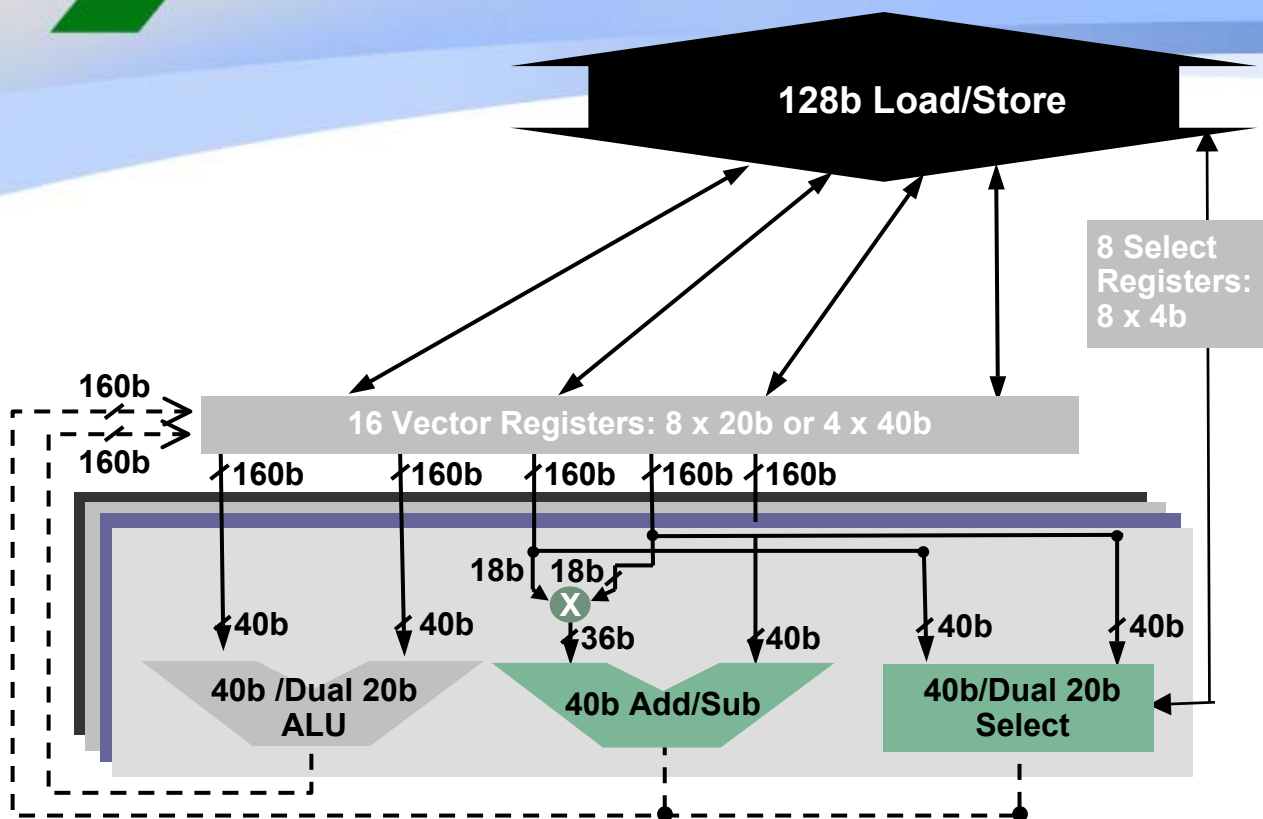 128b Load/Store
8 Select
Registers:
8 x 4b
160b
16 Vector Registers: 8 x 20b or 4 x 40b
160b
160b
160b
160b
160b
160b
18b
18b
X
40b
40b
36b
40b
40b
40b
40b /Dual 20b
ALU
40b Add/Sub
40b/Dual 20b
Select